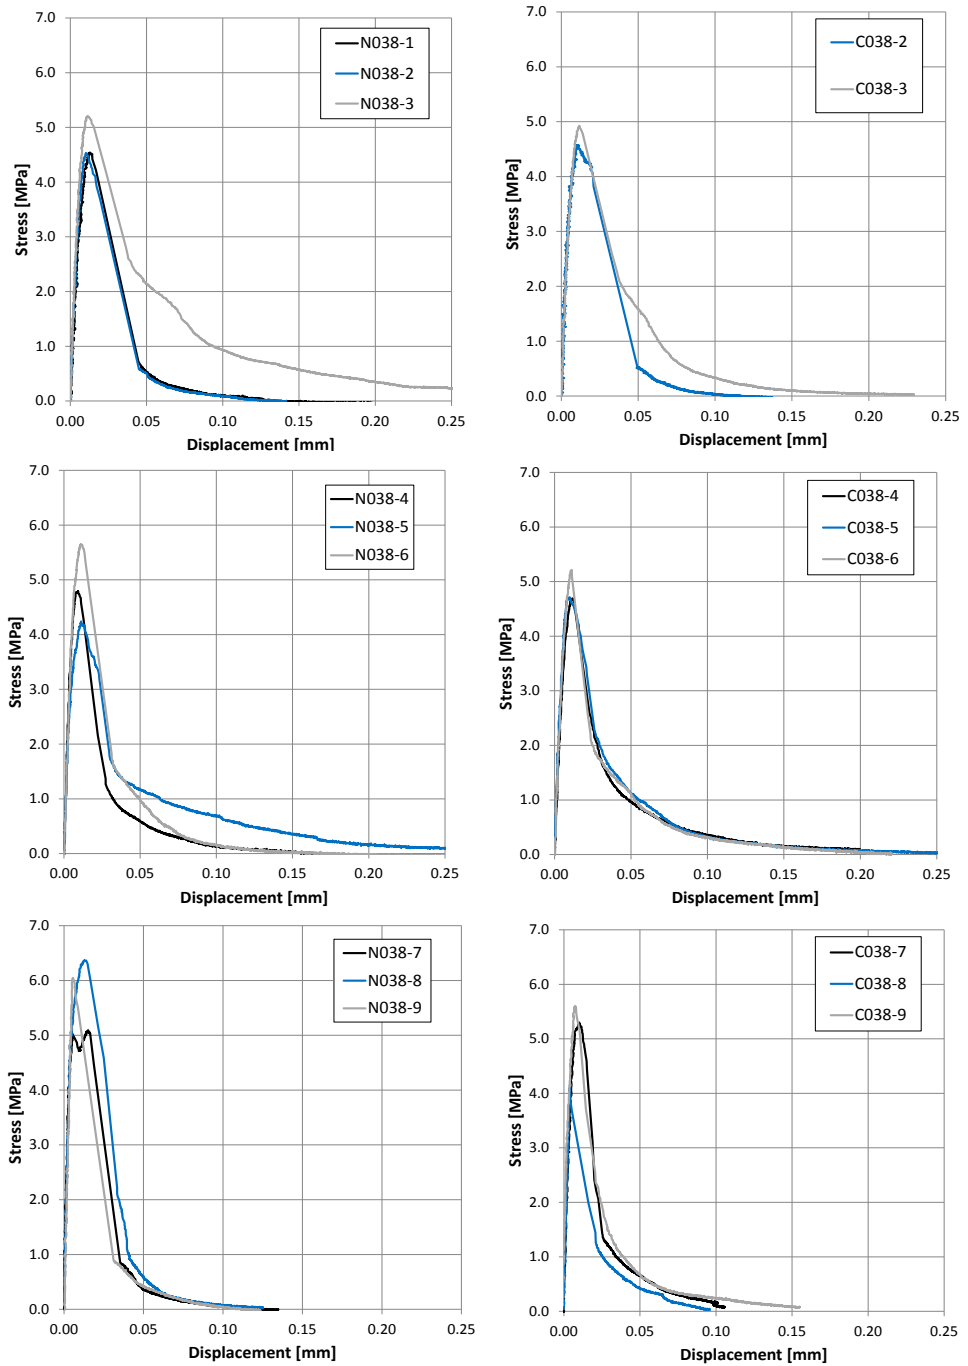 7.0
6.0
5.0
4.0
3.0
2.0
1.0
0.0
Stress [MPa]
N038-1
N038-2
N038-3
0.00 0.05 0.10 0.15 0.20 0.25
Displacement [mm]
7.0
6.0
5.0
4.0
3.0
2.0
1.0
0.0
Stress [MPa]
C038-2
C038-3
0.00 0.05 0.10 0.15 0.20 0.25
Displacement [mm]
7.0
6.0
5.0
4.0
3.0
2.0
1.0
0.0
Stress [MPa]
N038-4
N038-5
N038-6
0.00 0.05 0.10 0.15 0.20 0.25
Displacement [mm]
7.0
6.0
5.0
4.0
3.0
2.0
1.0
0.0
Stress [MPa]
C038-4
C038-5
C038-6
0.00 0.05 0.10 0.15 0.20 0.25
Displacement [mm]
7.0
6.0
5.0
4.0
3.0
2.0
1.0
0.0
Stress [MPa]
N038-7
N038-8
N038-9
0.00 0.05 0.10 0.15 0.20 0.25
Displacement [mm]
7.0
6.0
5.0
4.0
3.0
2.0
1.0
0.0
Stress [MPa]
C038-7
C038-8
C038-9
0.00 0.05 0.10 0.15 0.20 0.25
Displacement [mm]